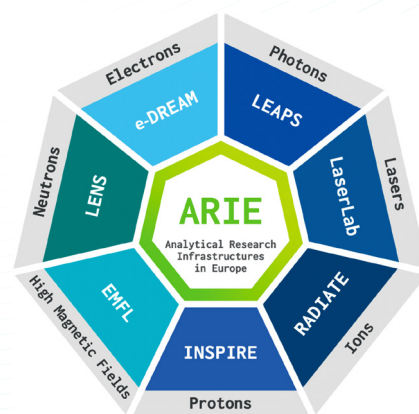 Electrons
Photons
e-DREAM
LEAPS
Neutrons
LENS
LaserLab
Lasers
ARIE
Analytical Research
Infrastructures
in Europe
High Magnetic Fields
EMFL
RADIATE
Ions
INSPIRE
Protons